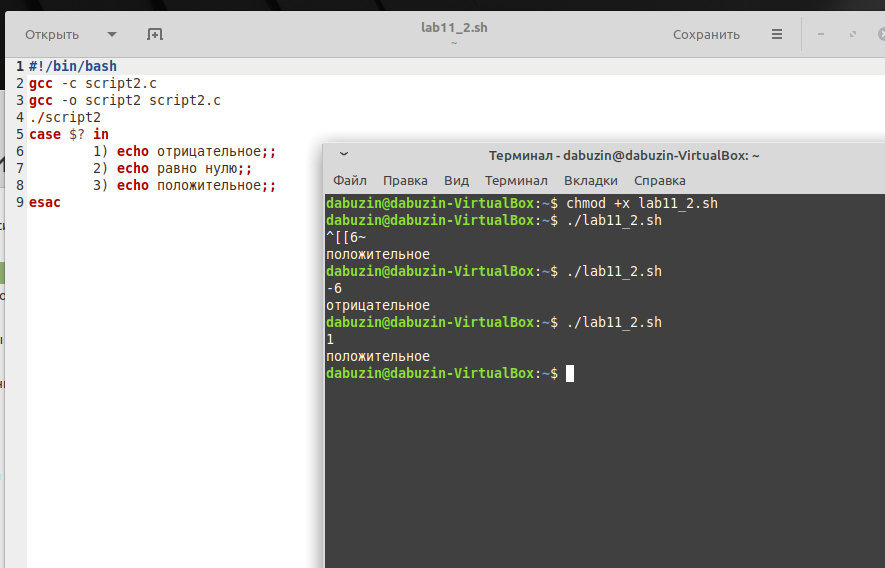 Открыть
lab11_2.sh
~
Сохранить
1 #!/bin/bash
2 gcc -c script2.c
3 gcc -o script2 script2.c
4 ./script2
5 case $? in
6 1) echo отрицательное;;
7 2) echo равно нулю;;
8 3) echo положительное;;
9 esac
Терминал - dabuzin@dabuzin-VirtualBox: ~
Файл Правка Вид Терминал Вкладки Справка
dabuzin@dabuzin-VirtualBox:~$ chmod +x lab11_2.sh
dabuzin@dabuzin-VirtualBox:~$ ./lab11_2.sh
^[[6~
положительное
dabuzin@dabuzin-VirtualBox:~$ ./lab11_2.sh
-6
отрицательное
dabuzin@dabuzin-VirtualBox:~$ ./lab11_2.sh
1
положительное
dabuzin@dabuzin-VirtualBox:~$